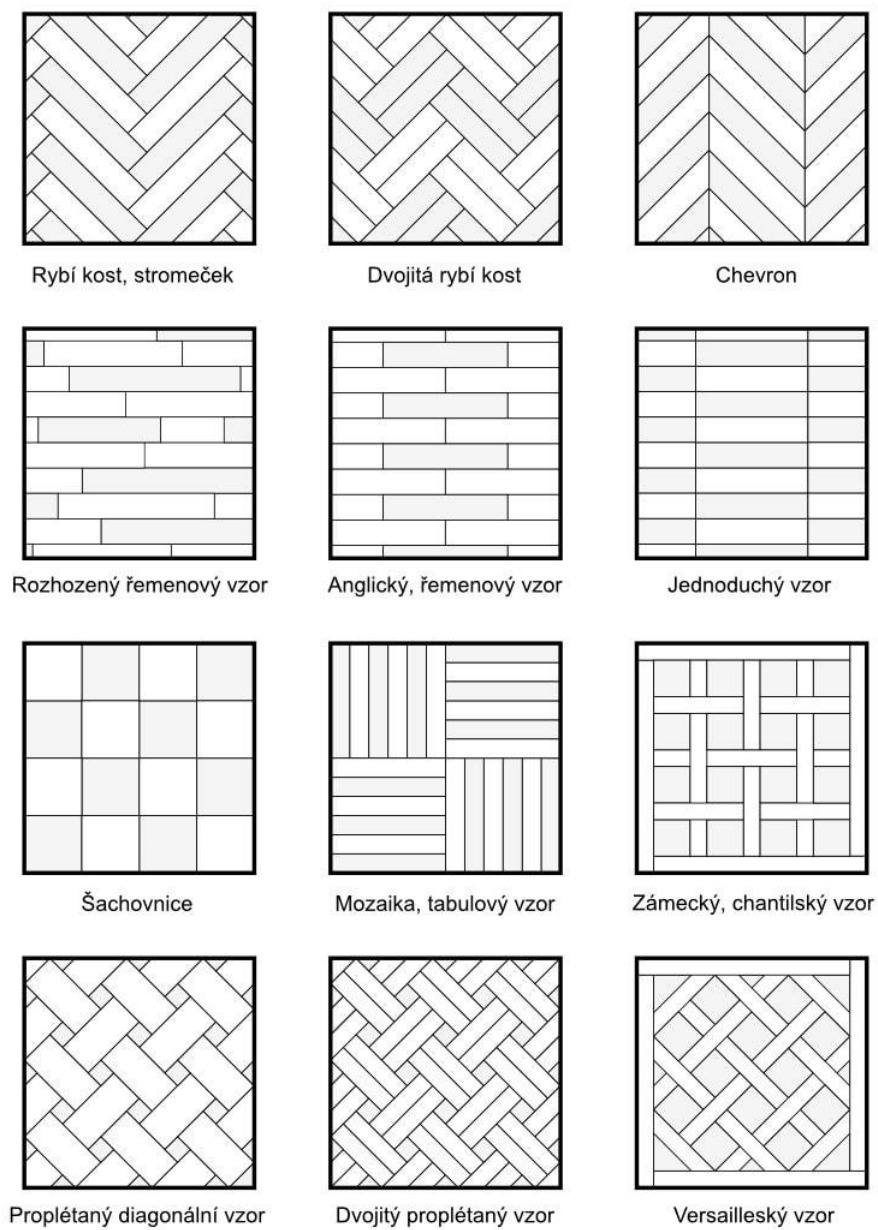 Rybí kost, stromeček
Dvojitá rybí kost
Chevron
Rozhozený řemenový vzor
Anglický, řemenový vzor
Jednoduchý vzor
Šachovnice
Mozaika, tabulový vzor
Zámecký, chantilský vzor
Proplétaný diagonální vzor
Dvojitý proplétaný vzor
Versailleský vzor